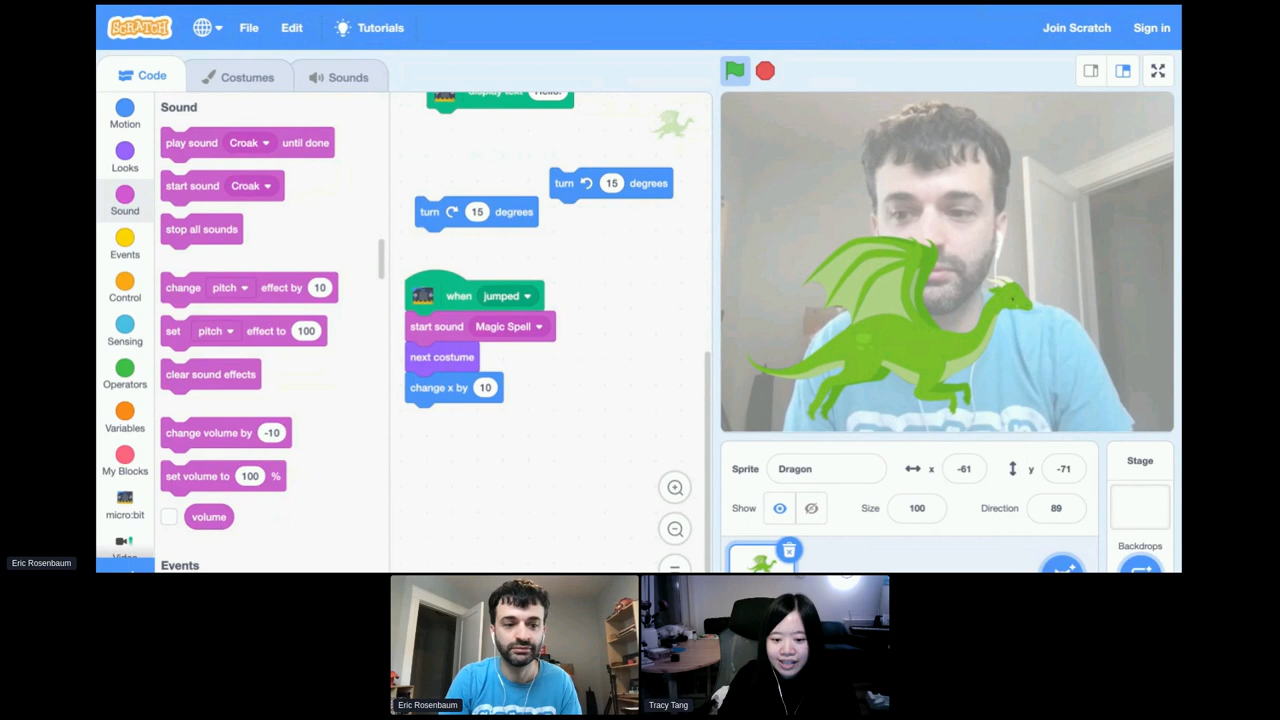 SCRATCH File Edit Tutorials Join Scratch Sign in
Code Costumes Sounds
Motion
Looks
Sound
Events
Control
Sensing
Operators
Variables
My Blocks
micro:bit
Video
Sound
play sound Croak until done
start sound Croak
stop all sounds
change pitch effect by 10
set pitch effect to 100
clear sound effects
change volume by -10
set volume to 100 %
volume
Events
display text Hello!
turn 15 degrees
turn 15 degrees
when jumped
start sound Magic Spell
next costume
change x by 10
Sprite Dragon x -61 y -71
Show Size 100 Direction 89
Stage
Backdrops
Eric Rosenbaum
Eric Rosenbaum
Tracy Tang